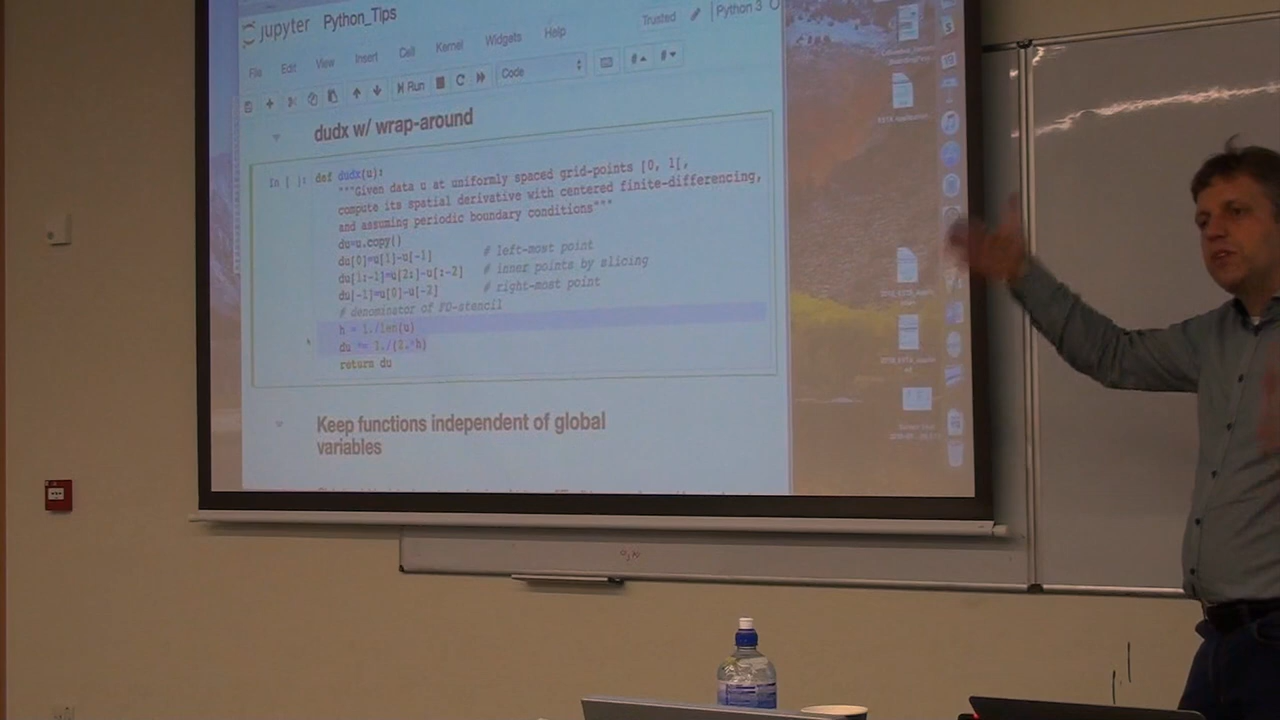 jupyter Python_Tips
Trusted
Python 3
File Edit View Insert Cell Kernel Widgets Help
Run
Code
dudx w/ wrap-around
In [ ]: def dudx(u):
"""Given data u at uniformly spaced grid-points [0, 1[,
compute its spatial derivative with centered finite-differencing,
and assuming periodic boundary conditions"""
du=u.copy()
du[0]=u[1]-u[-1] # left-most point
du[1:-1]=u[2:]-u[:-2] # inner points by slicing
du[-1]=u[0]-u[-2] # right-most point
# denominator of FD-stencil
h = 1./len(u)
du *= 1./(2.*h)
return du
Keep functions independent of global
variables